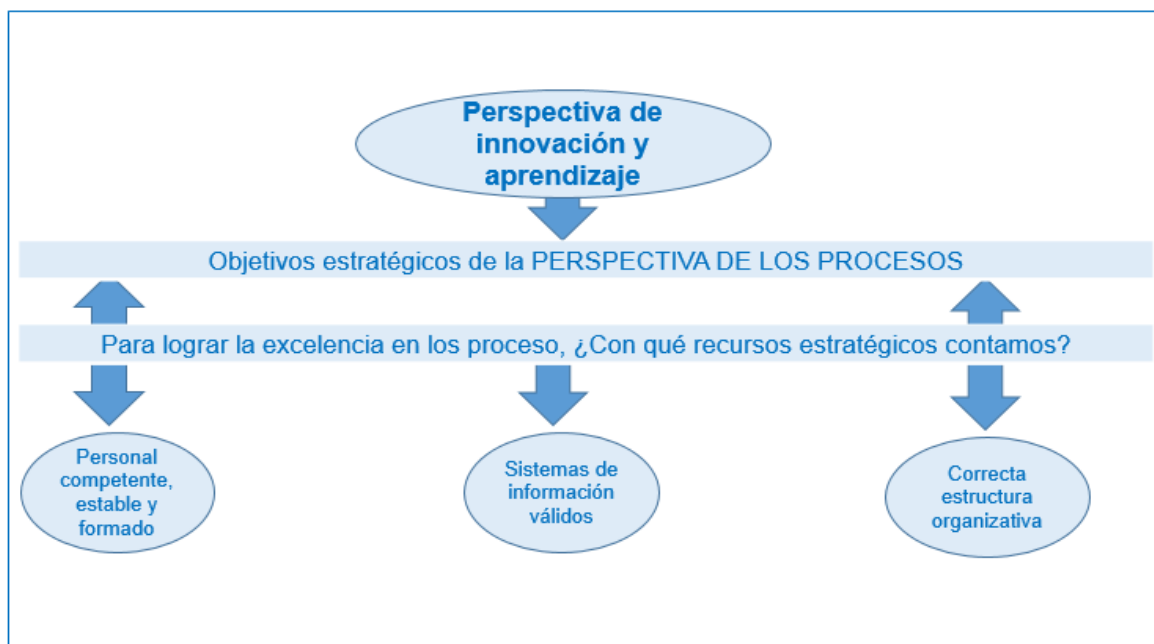 Perspectiva de
innovación y
aprendizaje
Objetivos estratégicos de la PERSPECTIVA DE LOS PROCESOS
Para lograr la excelencia en los proceso, ¿Con qué recursos estratégicos contamos?
Personal
competente,
estable y
formado
Sistemas de
información
válidos
Correcta
estructura
organizativa